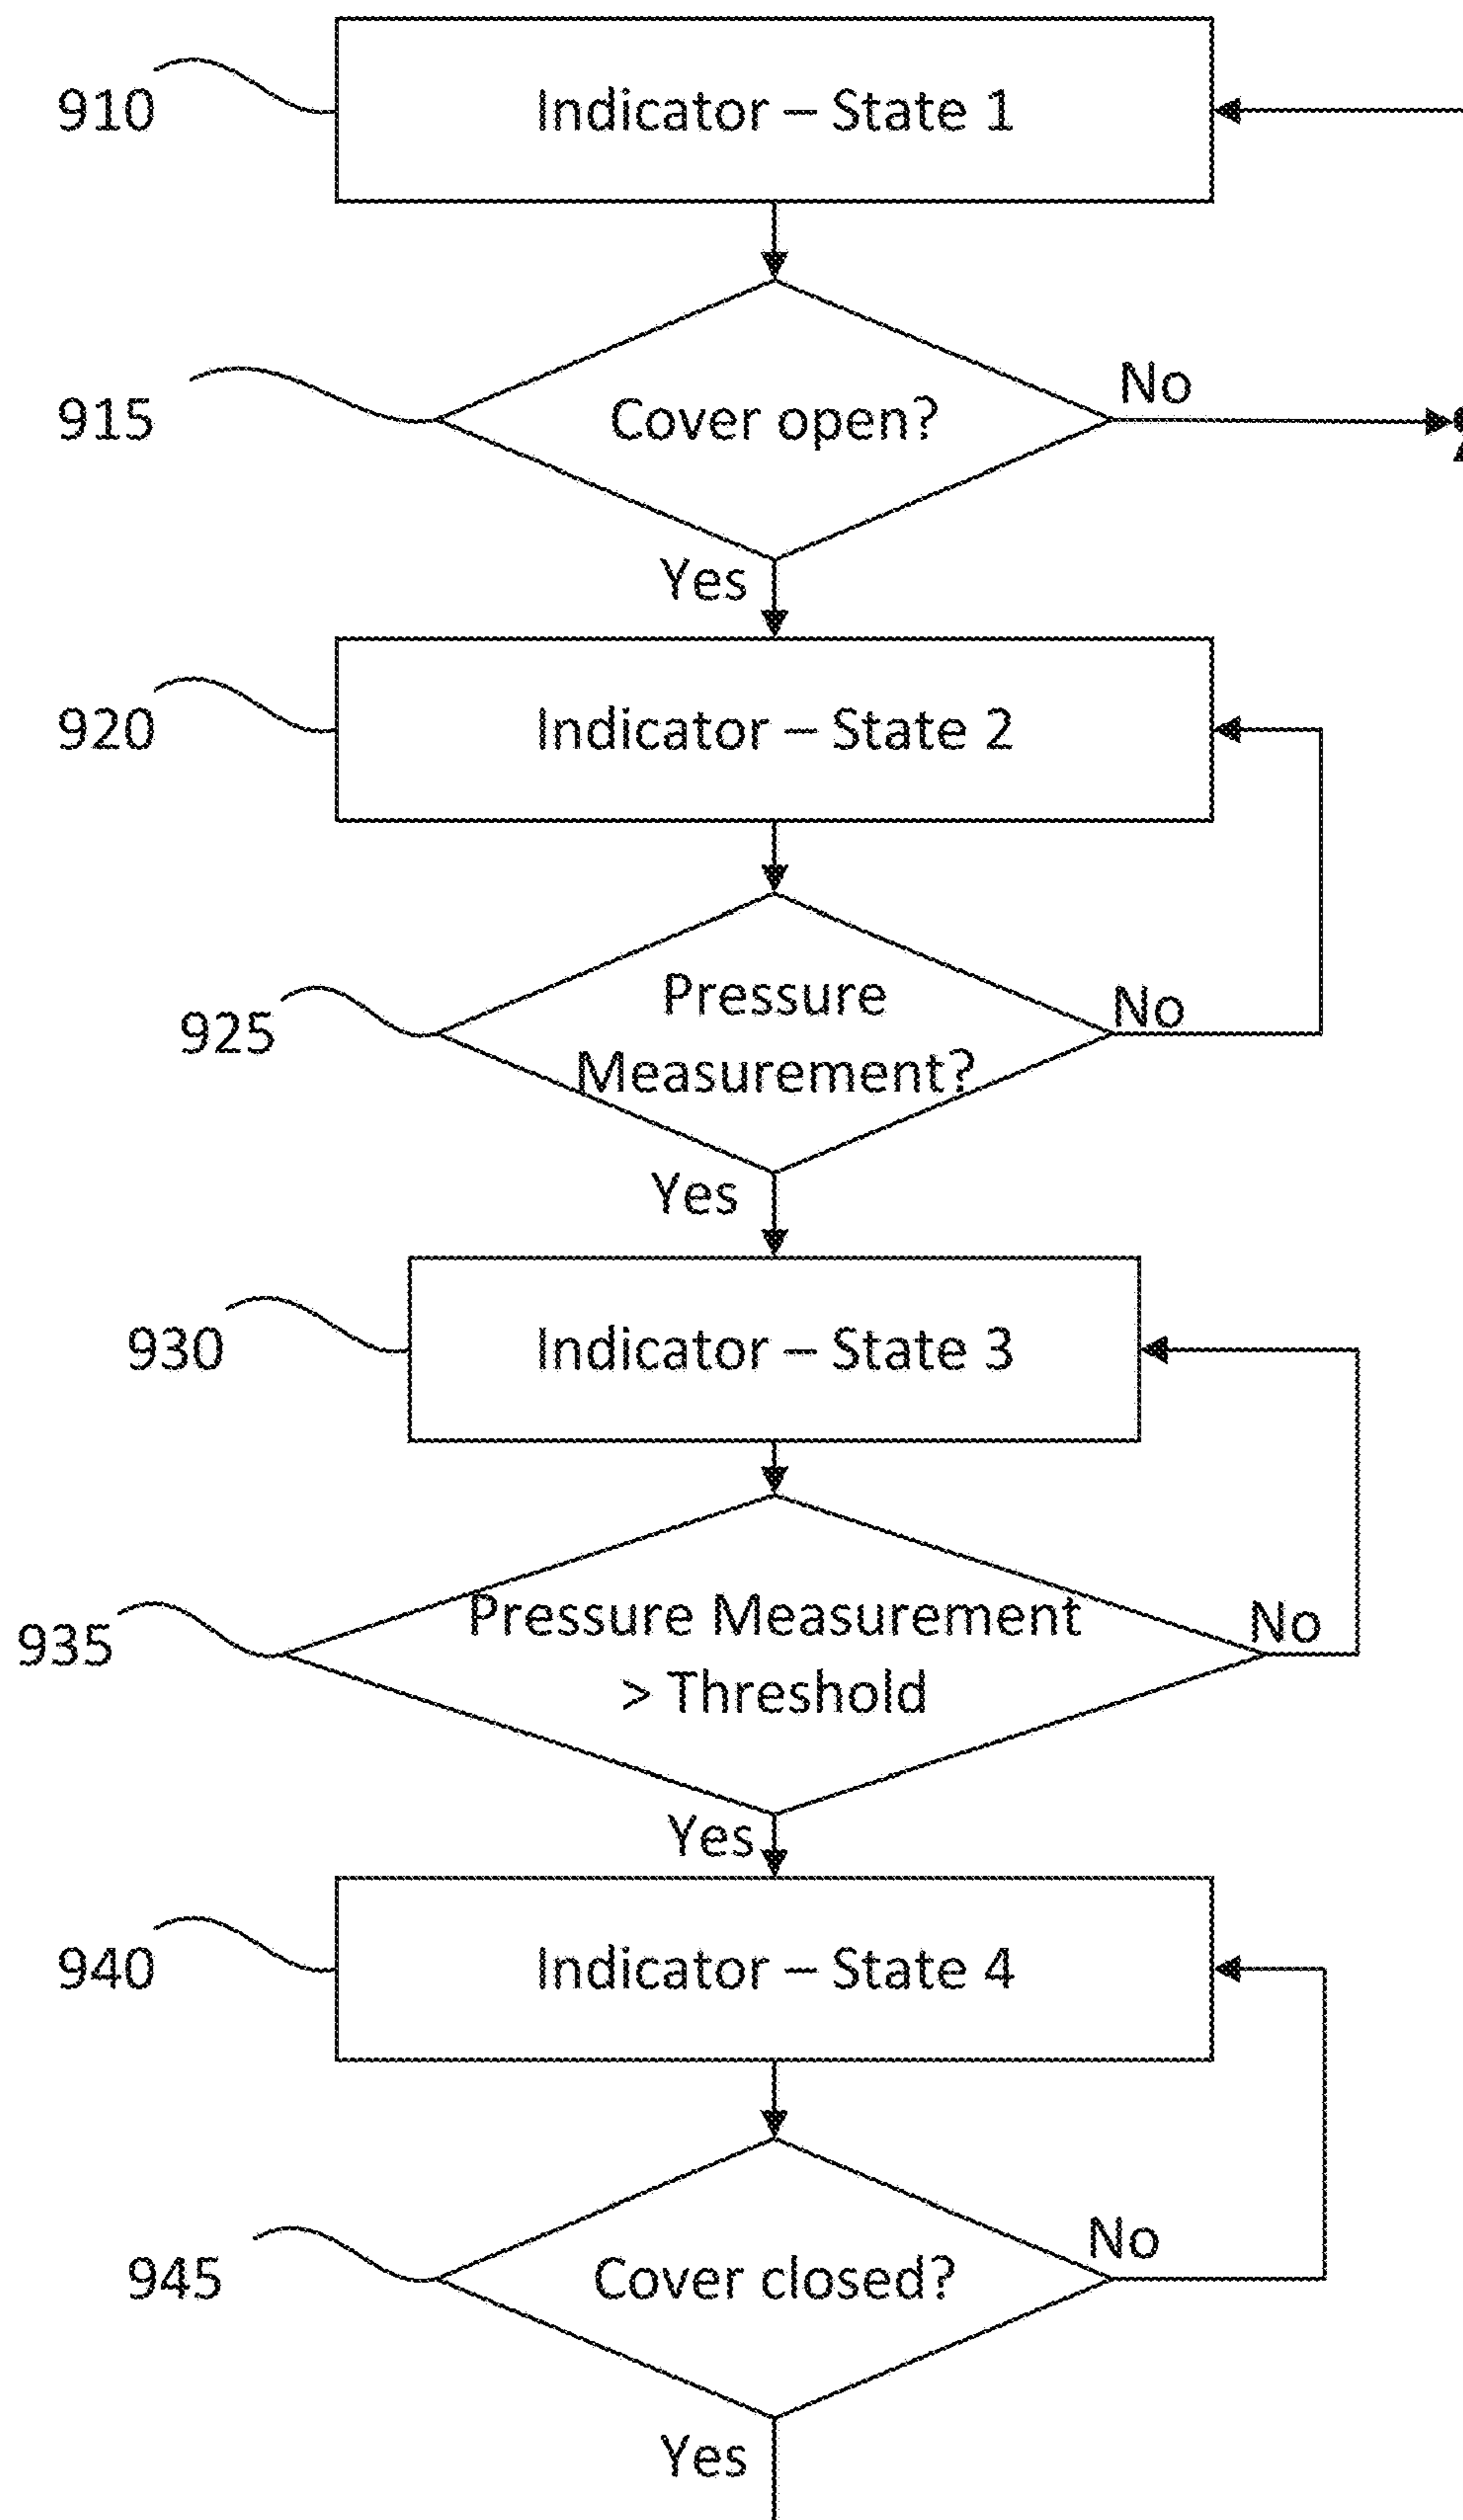 910
Indicator – State 1
915
Cover open?
No
Yes
920
Indicator – State 2
925
Pressure
Measurement?
No
Yes
930
Indicator – State 3
935
Pressure Measurement
> Threshold
No
Yes
940
Indicator – State 4
945
Cover closed?
No
Yes